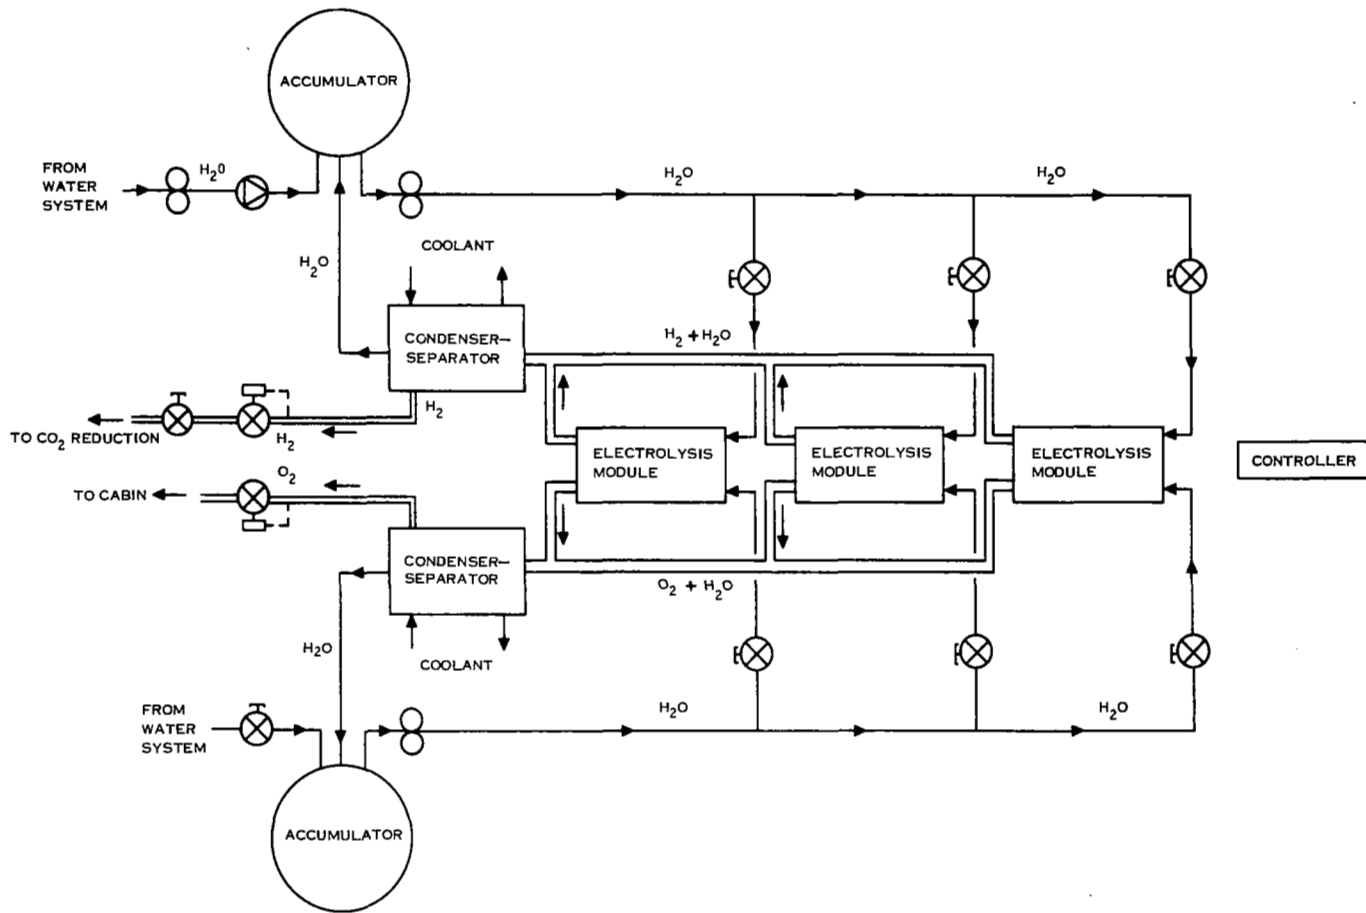 ACCUMULATOR
FROM
WATER
SYSTEM
H₂O
H₂O
H₂O
COOLANT
H₂O
CONDENSER–
SEPARATOR
H₂ + H₂O
H₂
H₂
TO CO₂ REDUCTION
ELECTROLYSIS
MODULE
ELECTROLYSIS
MODULE
ELECTROLYSIS
MODULE
CONTROLLER
O₂
TO CABIN
CONDENSER–
SEPARATOR
O₂ + H₂O
H₂O
COOLANT
FROM
WATER
SYSTEM
H₂O
H₂O
ACCUMULATOR